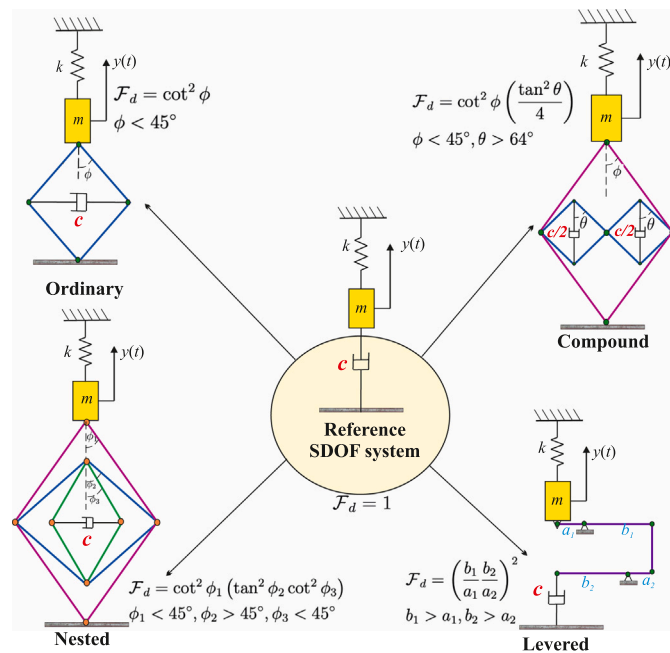 k
y(t)
m
ℱ_d = cot² ϕ
ϕ < 45°
ϕ
c
Ordinary
k
y(t)
m
ℱ_d = cot² ϕ (tan² θ / 4)
ϕ < 45°, θ > 64°
ϕ
θ
θ
c/2
c/2
Compound
k
y(t)
m
c
Reference
SDOF system
ℱ_d = 1
k
y(t)
m
ϕ₁
ϕ₂
ϕ₃
c
ℱ_d = cot² ϕ₁ (tan² ϕ₂ cot² ϕ₃)
ϕ₁ < 45°, ϕ₂ > 45°, ϕ₃ < 45°
Nested
k
y(t)
m
a₁
b₁
ℱ_d = (b₁/a₁ b₂/a₂)²
b₁ > a₁, b₂ > a₂
c
b₂
a₂
Levered